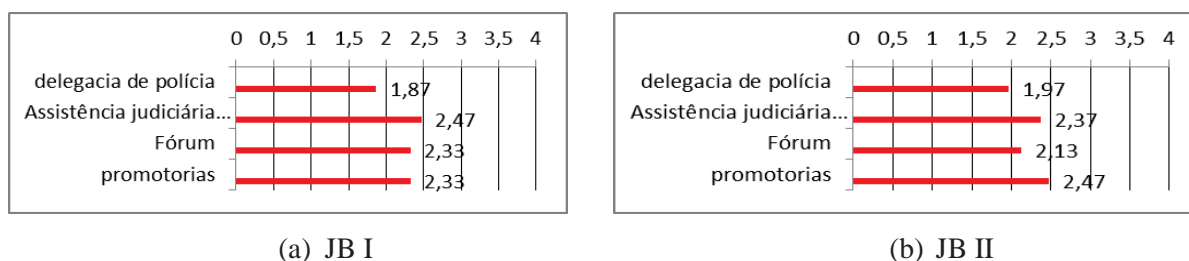 0 0,5 1 1,5 2 2,5 3 3,5 4
delegacia de polícia 1,87
Assistência judiciária... 2,47
Fórum 2,33
promotorias 2,33
(a) JB I
0 0,5 1 1,5 2 2,5 3 3,5 4
delegacia de polícia 1,97
Assistência judiciária... 2,37
Fórum 2,13
promotorias 2,47
(b) JB II